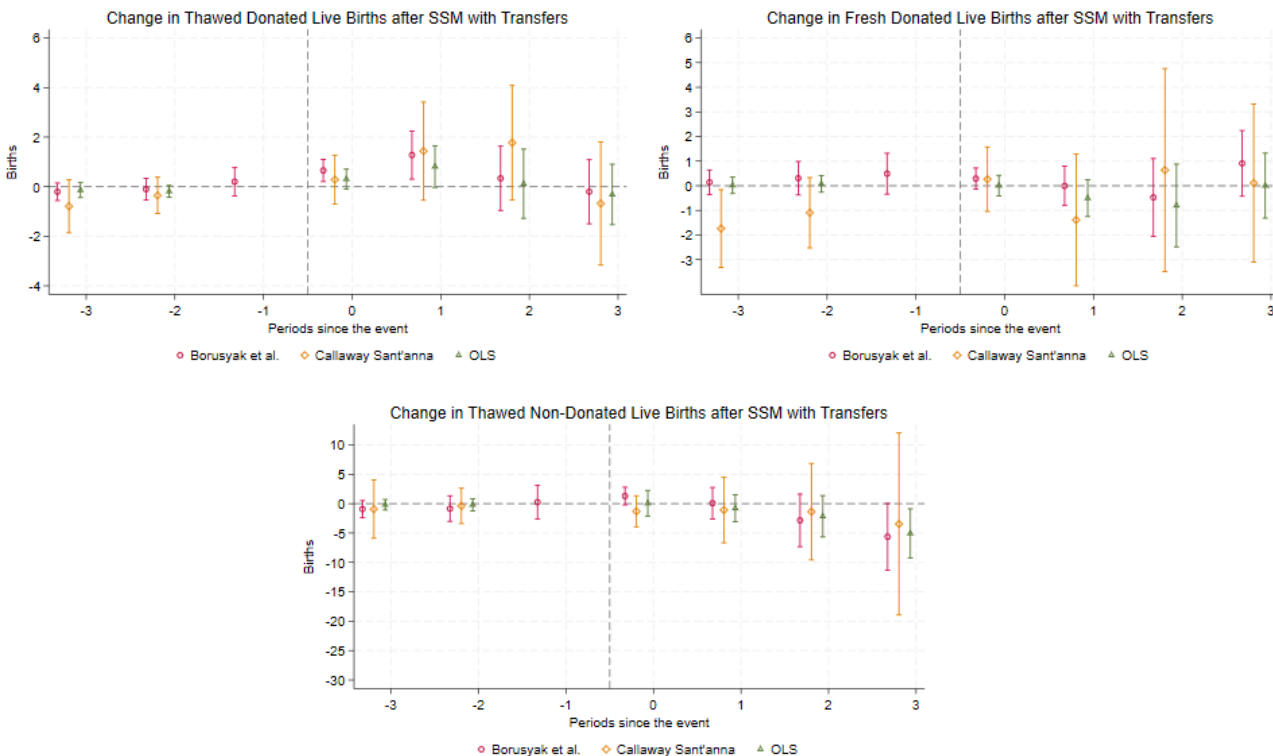 Change in Thawed Donated Live Births after SSM with Transfers
6
4
2
0
-2
-4
Births
-3 -2 -1 0 1 2 3
Periods since the event
Borusyak et al. Callaway Sant'anna OLS
Change in Fresh Donated Live Births after SSM with Transfers
6
5
4
3
2
1
0
-1
-2
-3
Births
-3 -2 -1 0 1 2 3
Periods since the event
Borusyak et al. Callaway Sant'anna OLS
Change in Thawed Non-Donated Live Births after SSM with Transfers
10
5
0
-5
-10
-15
-20
-25
-30
Births
-3 -2 -1 0 1 2 3
Periods since the event
Borusyak et al. Callaway Sant'anna OLS